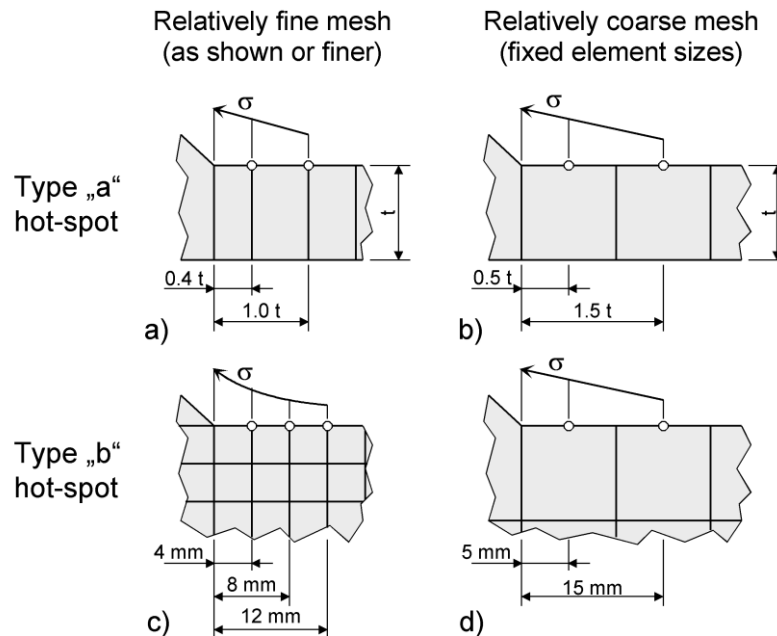 Relatively fine mesh
(as shown or finer)
Relatively coarse mesh
(fixed element sizes)
Type „a“
hot-spot
σ
t
0.4 t
1.0 t
a)
σ
t
0.5 t
1.5 t
b)
Type „b“
hot-spot
σ
4 mm
8 mm
12 mm
c)
σ
5 mm
15 mm
d)